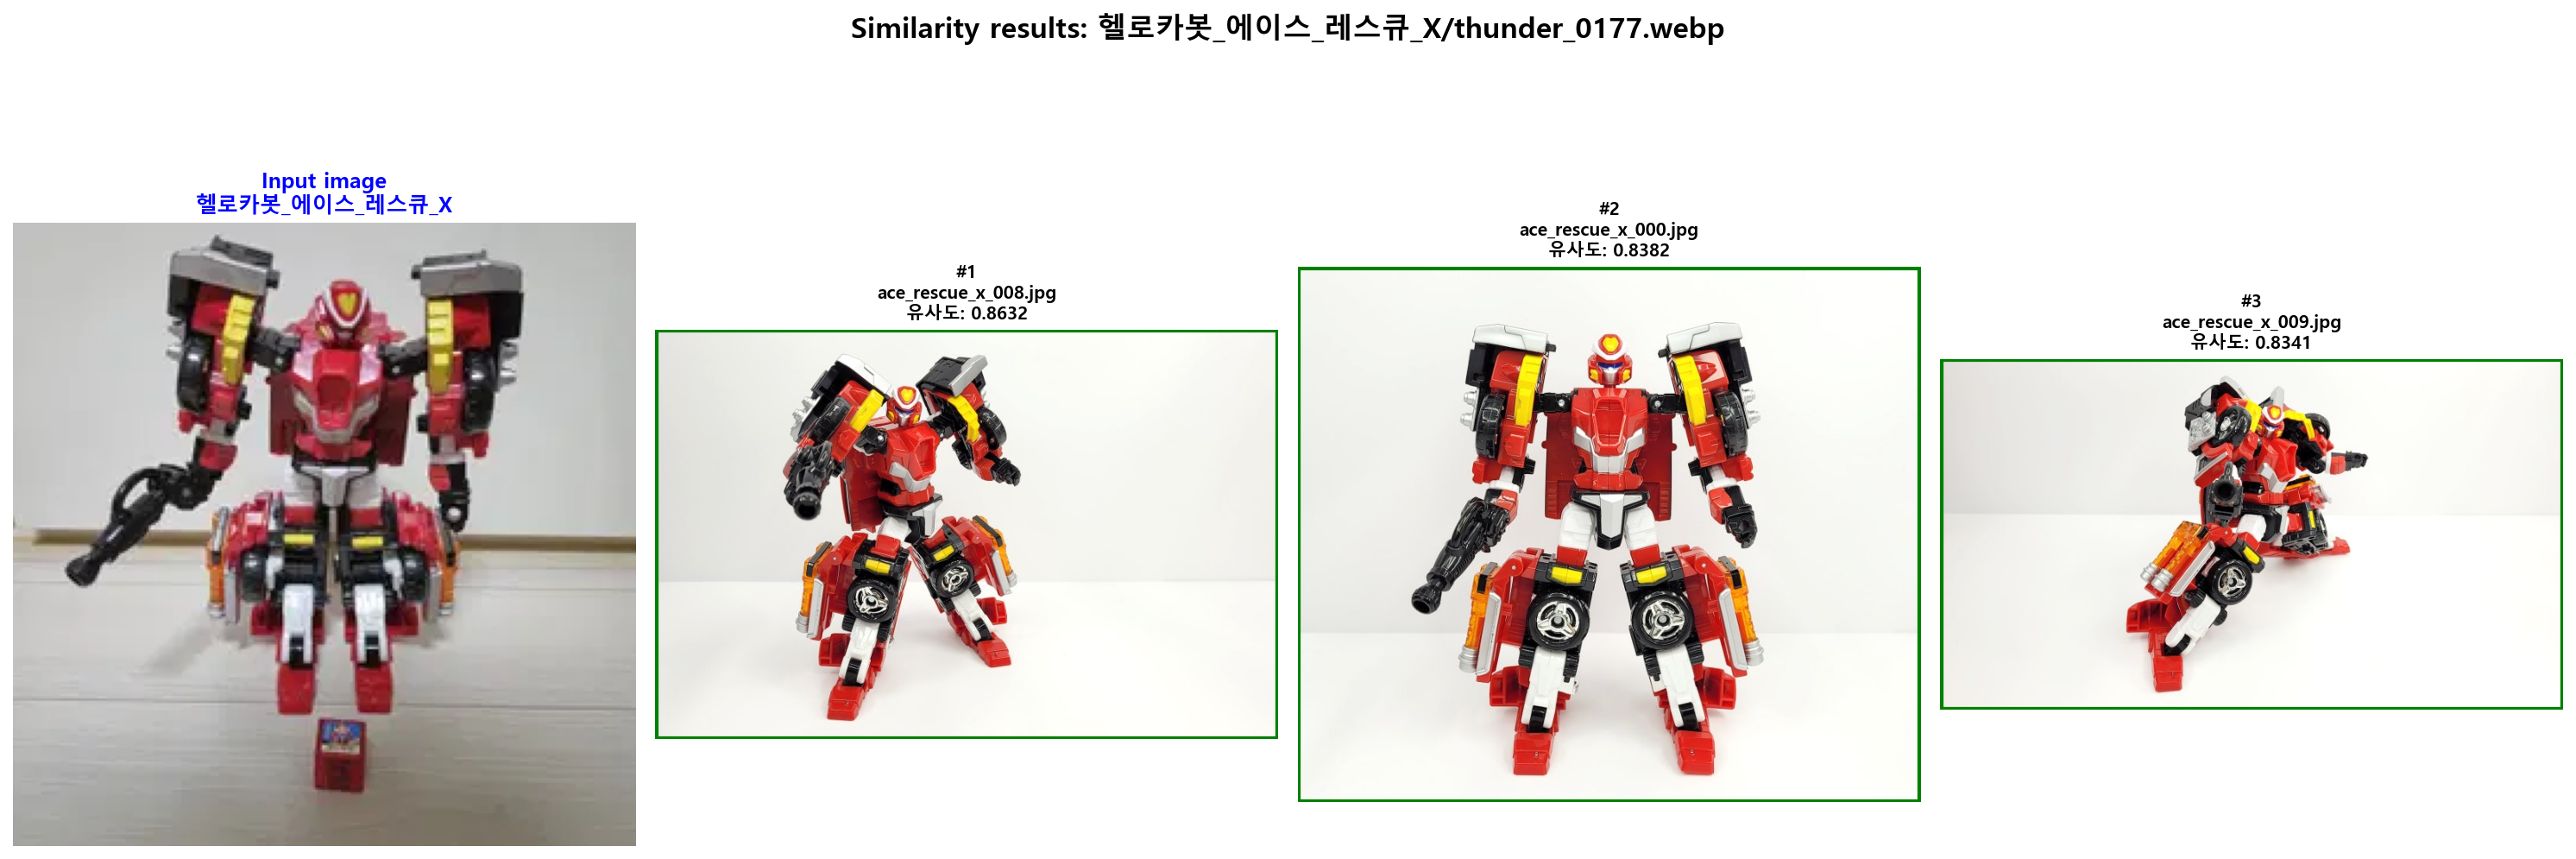 Similarity results: 헬로카봇_에이스_레스큐_X/thunder_0177.webp
Input image
헬로카봇_에이스_레스큐_X
#1
ace_rescue_x_008.jpg
유사도: 0.8632
#2
ace_rescue_x_000.jpg
유사도: 0.8382
#3
ace_rescue_x_009.jpg
유사도: 0.8341